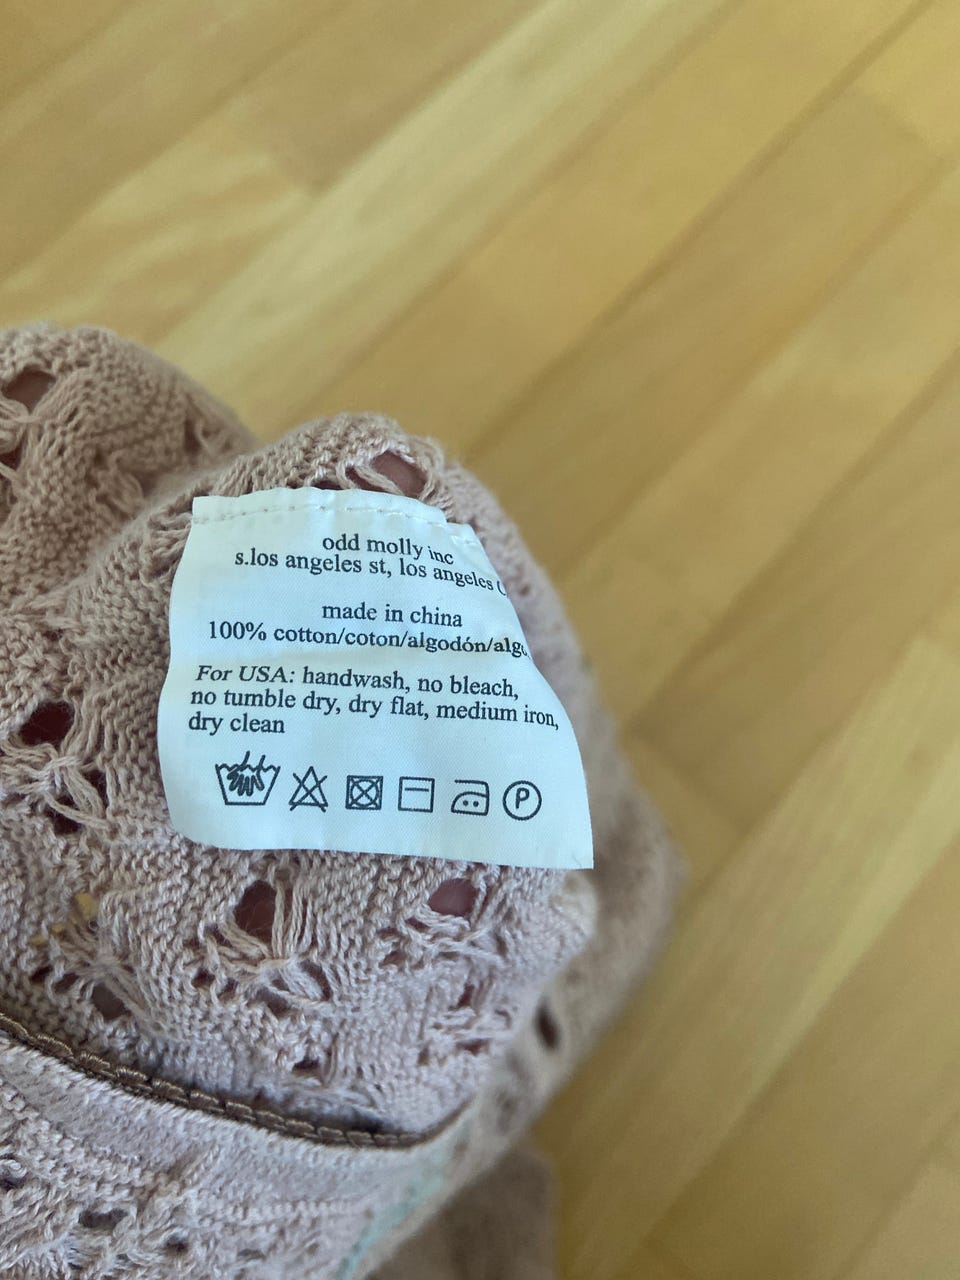 odd molly inc
s.los angeles st, los angeles
made in china
100% cotton/coton/algodón/
For USA: handwash, no bleach,
no tumble dry, dry flat, medium iron,
dry clean
P